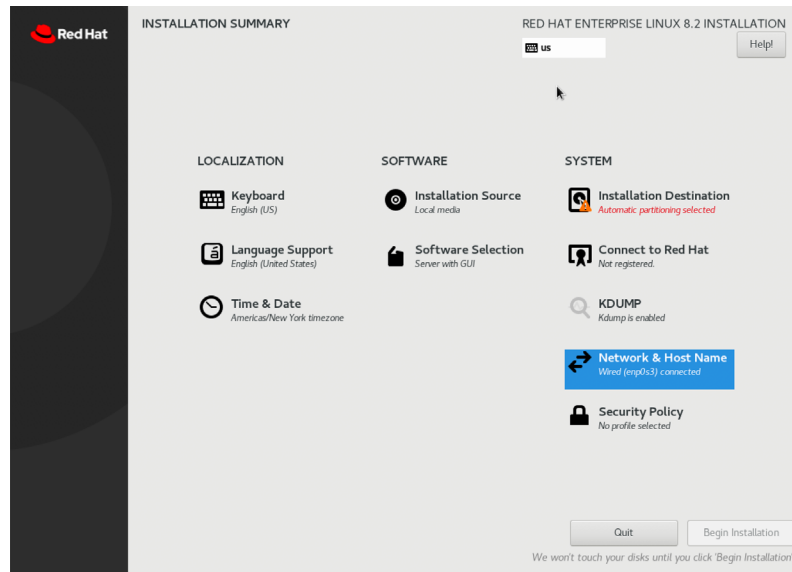 Red Hat
INSTALLATION SUMMARY
RED HAT ENTERPRISE LINUX 8.2 INSTALLATION
us
Help!
LOCALIZATION
Keyboard
English (US)
Language Support
English (United States)
Time & Date
Americas/New York timezone
SOFTWARE
Installation Source
Local media
Software Selection
Server with GUI
SYSTEM
Installation Destination
Automatic partitioning selected
Connect to Red Hat
Not registered.
KDUMP
Kdump is enabled
Network & Host Name
Wired (enp0s3) connected
Security Policy
No profile selected
Quit
Begin Installation
We won't touch your disks until you click 'Begin Installation'